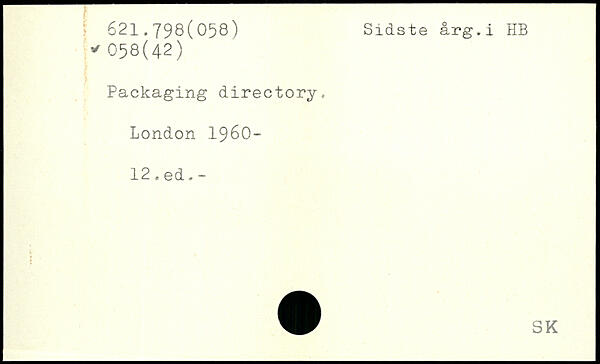 621.798(058) Sidste årg.i HB
✓ 058(42)
Packaging directory.
London 1960-
12.ed.-
SK